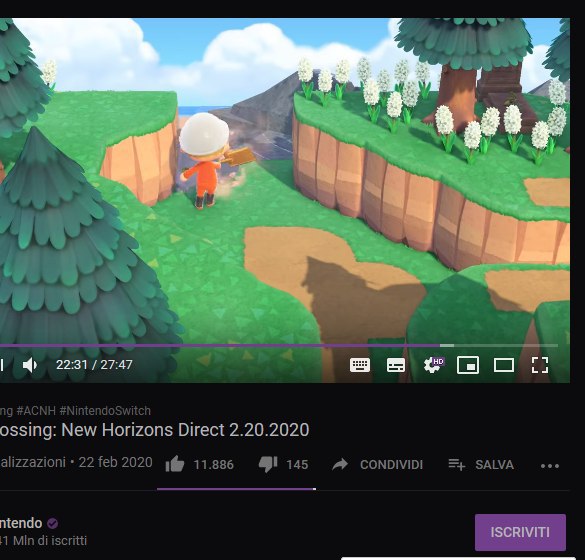 22:31 / 27:47
HD
ng #ACNH #NintendoSwitch
ossing: New Horizons Direct 2.20.2020
alizzazioni • 22 feb 2020 11.886 145 CONDIVIDI SALVA
ntendo
41 Mln di iscritti
ISCRIVITI